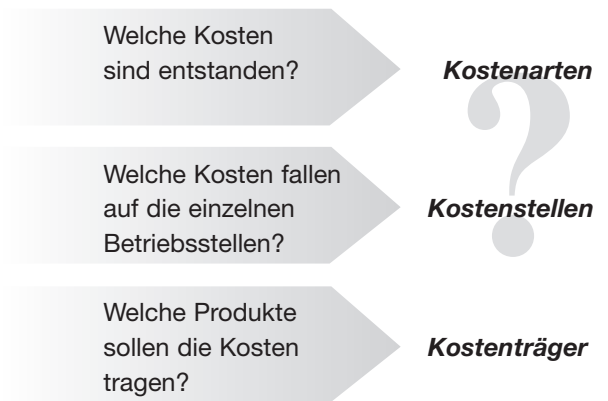 Welche Kosten
sind entstanden?
Kostenarten
?
Welche Kosten fallen
auf die einzelnen
Betriebsstellen?
Kostenstellen
Welche Produkte
sollen die Kosten
tragen?
Kostenträger